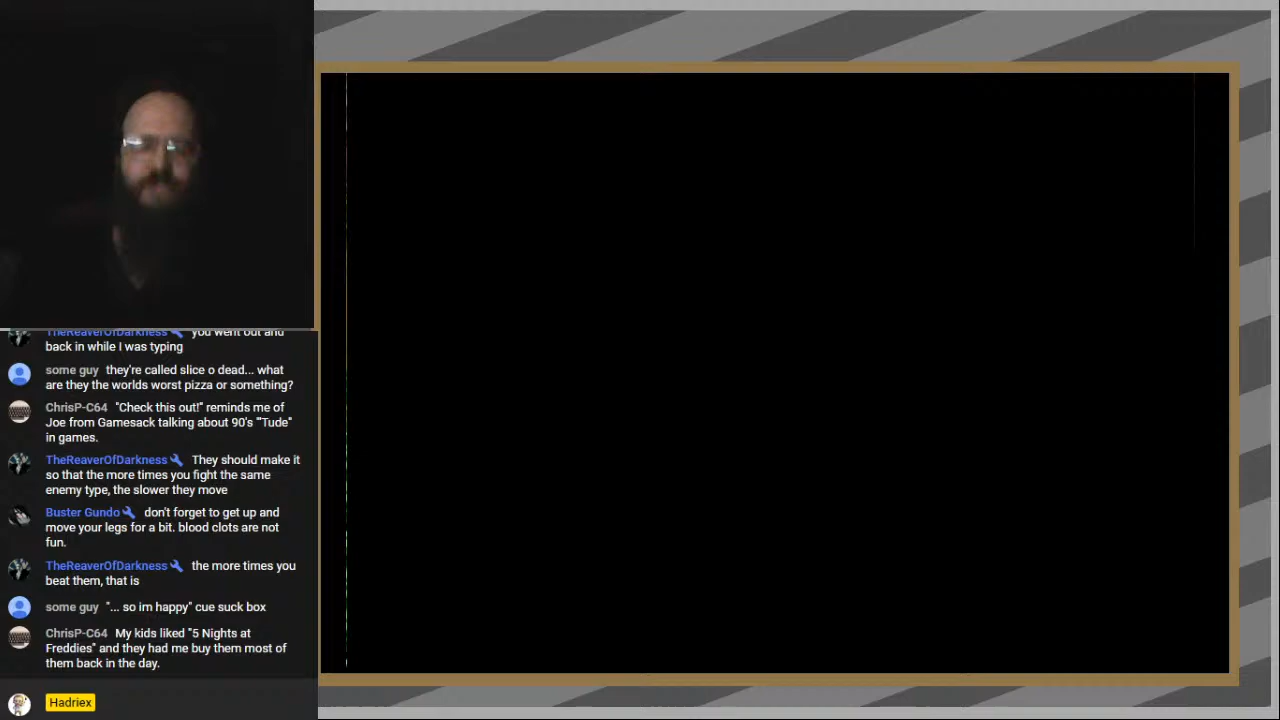 TheReaverOfDarkness you went out and
back in while I was typing
some guy they're called slice o dead... what
are they the worlds worst pizza or something?
ChrisP-C64 "Check this out!" reminds me of
Joe from Gamesack talking about 90's "'Tude"
in games.
TheReaverOfDarkness They should make it
so that the more times you fight the same
enemy type, the slower they move
Buster Gundo don't forget to get up and
move your legs for a bit. blood clots are not
fun.
TheReaverOfDarkness the more times you
beat them, that is
some guy "... so im happy" cue suck box
ChrisP-C64 My kids liked "5 Nights at
Freddies" and they had me buy them most of
them back in the day.
Hadriex